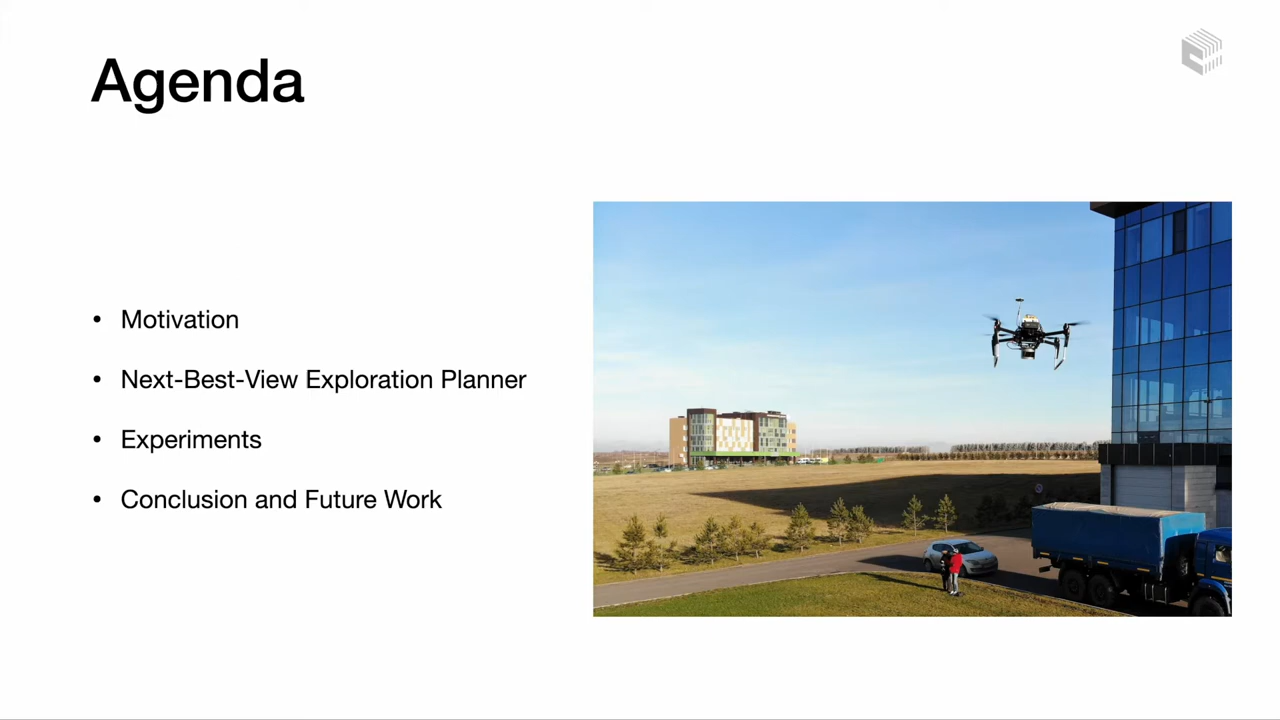 Agenda
• Motivation
• Next-Best-View Exploration Planner
• Experiments
• Conclusion and Future Work